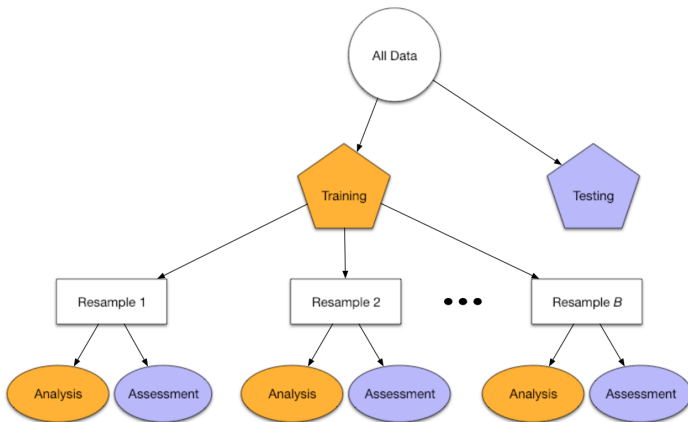 All Data
Training
Testing
Resample 1
Resample 2
Resample B
Analysis
Assessment
Analysis
Assessment
Analysis
Assessment